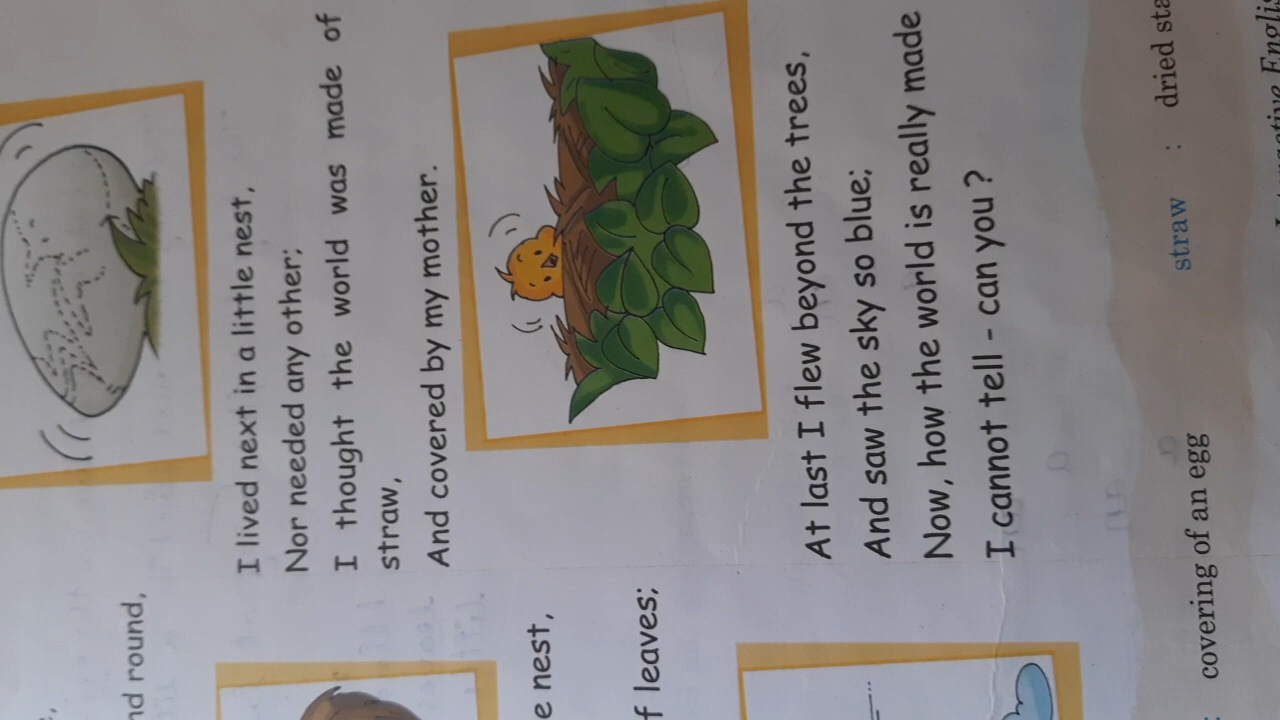 nd round,
e nest,
f leaves;
I lived next in a little nest,
Nor needed any other;
I thought the world was made of
straw,
And covered by my mother.
At last I flew beyond the trees,
And saw the sky so blue;
Now, how the world is really made
I cannot tell - can you ?
: covering of an egg
straw : dried sta